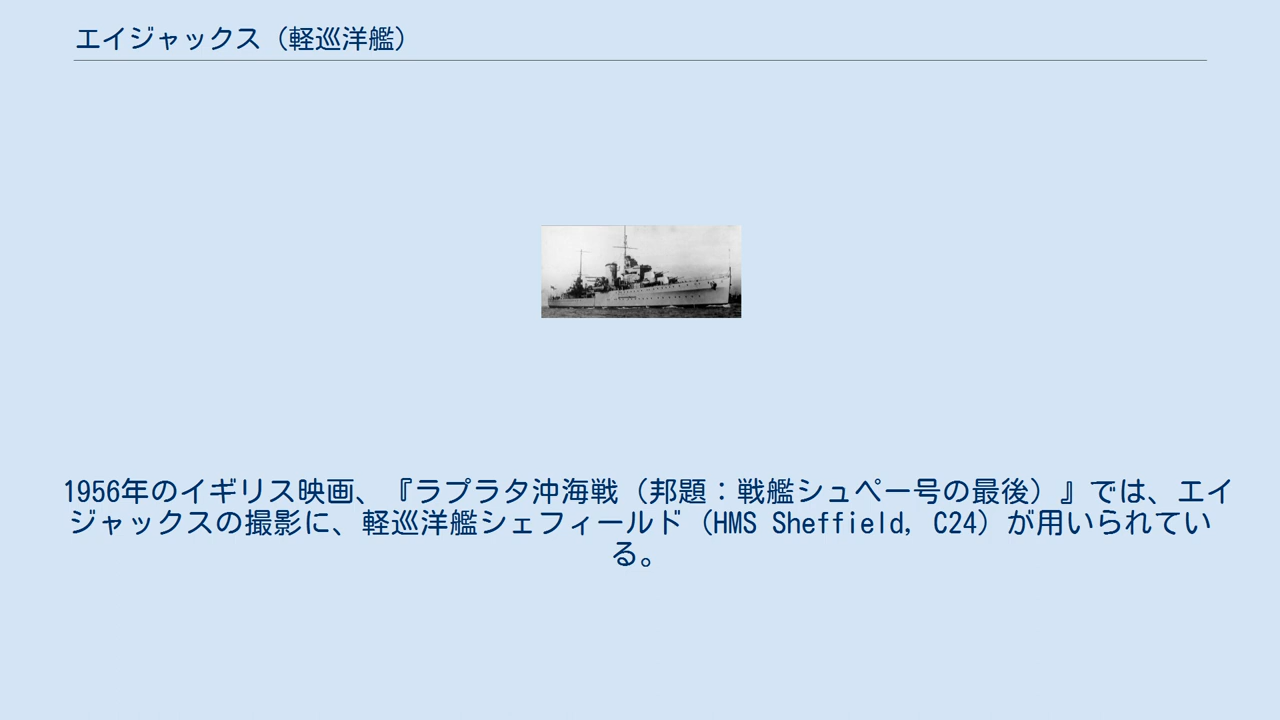 エイジャックス（軽巡洋艦）
1956年のイギリス映画、『ラプラタ沖海戦（邦題：戦艦シュペー号の最後）』では、エイ
ジャックスの撮影に、軽巡洋艦シェフィールド（HMS Sheffield, C24）が用いられてい
る。